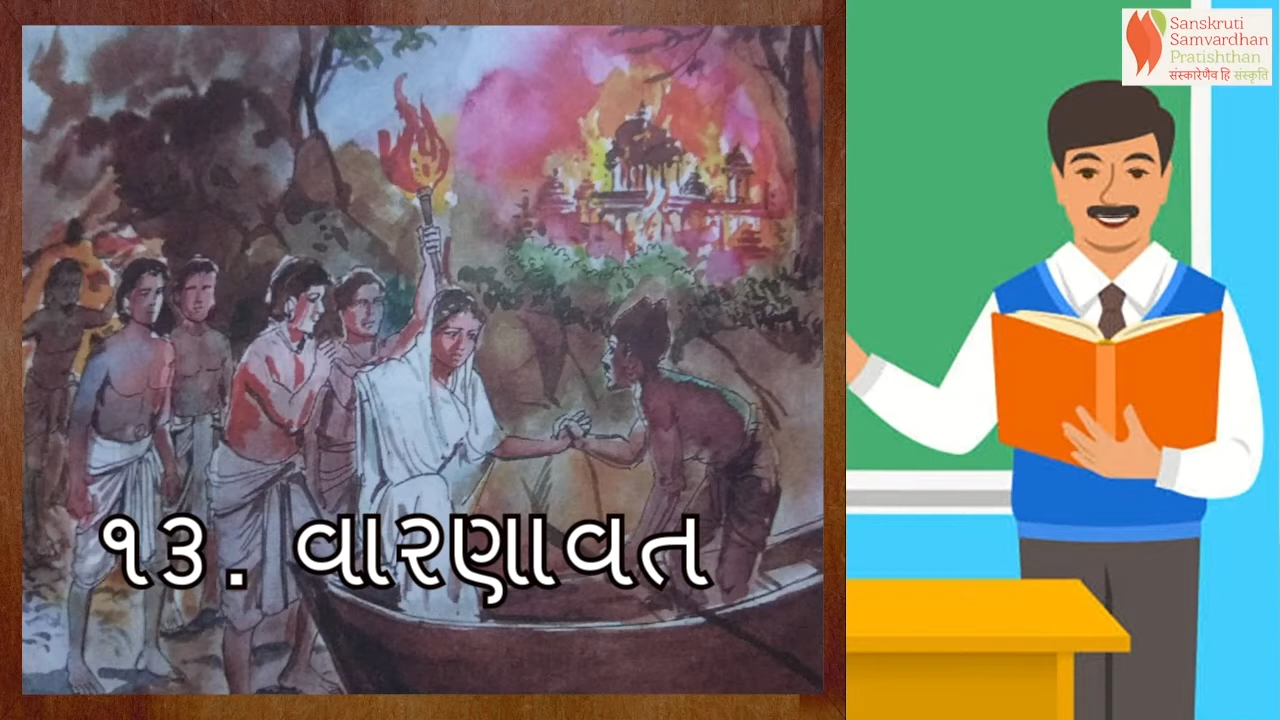 Sanskruti
Samvardhan
Pratishthan
संस्कारेणैव हि संस्कृति
૧૩. વારણાવત